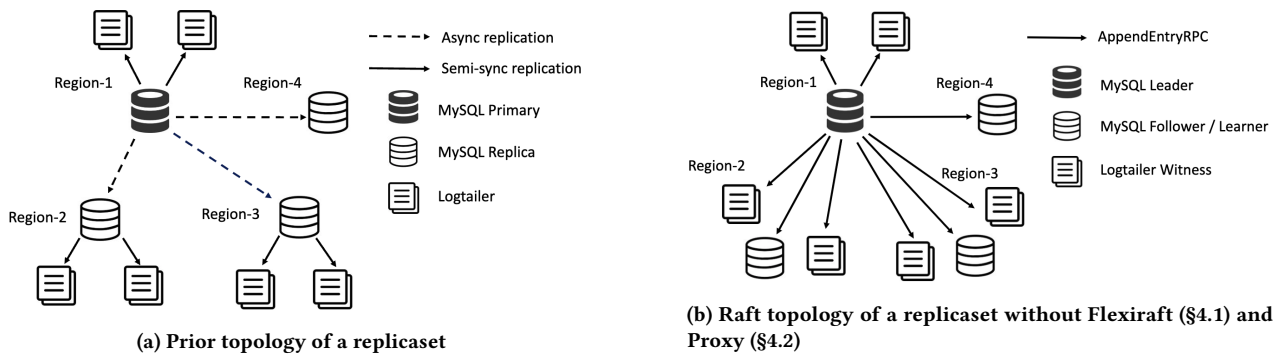 Async replication
Semi-sync replication
Region-1
Region-4
MySQL Primary
MySQL Replica
Logtailer
Region-2
Region-3
(a) Prior topology of a replicaset
AppendEntryRPC
Region-1
Region-4
MySQL Leader
MySQL Follower / Learner
Region-2
Region-3
Logtailer Witness
(b) Raft topology of a replicaset without Flexiraft (§4.1) and
Proxy (§4.2)